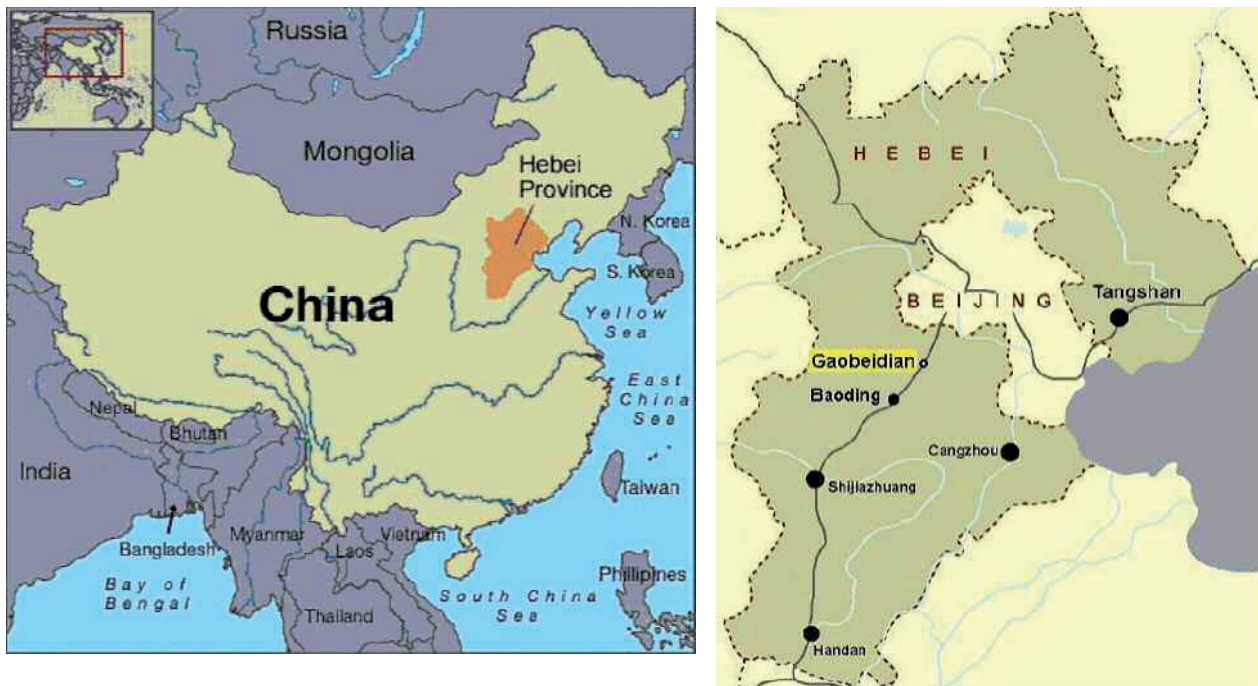 Russia
Mongolia
Hebei
Province
N. Korea
S. Korea
China
Yellow
Sea
East
China
Sea
Nepal
Bhutan
India
Taiwan
Bangladesh
Myanmar
Laos
Vietnam
Bay of
Bengal
Phillipines
South China
Sea
Thailand
HEBEI
BEIJING
Tangshan
Gaobeidian
Baoding
Cangzhou
Shijiazhuang
Handan